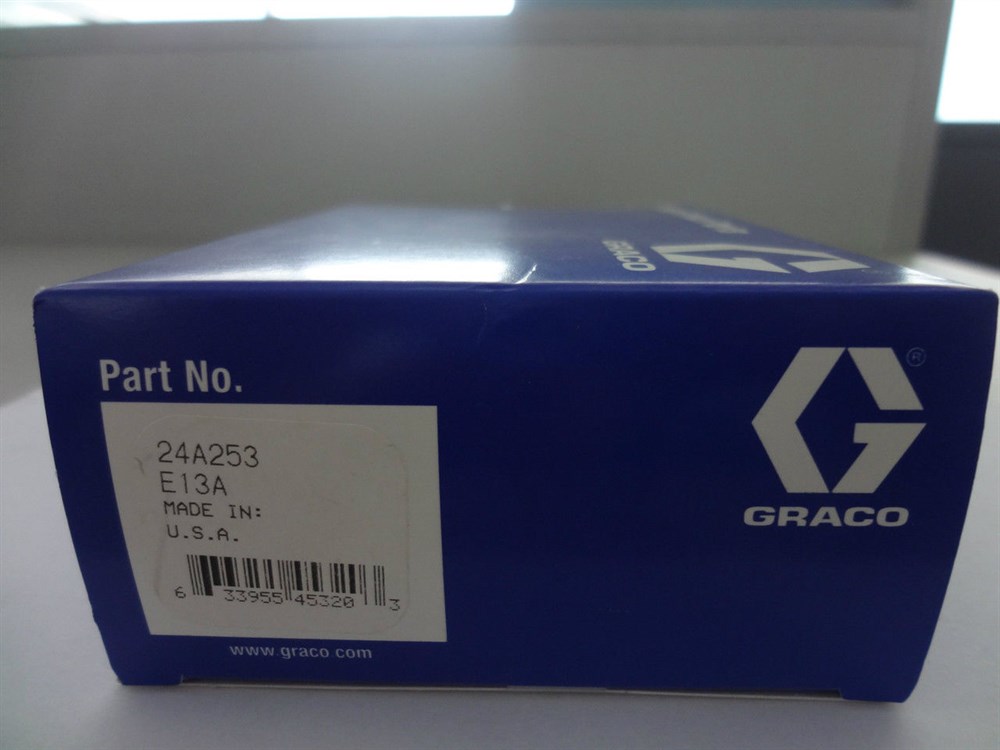 GRACO
Part No.
24A253
E13A
MADE IN:
U.S.A.
6 33955 45320 3
www.graco.com
®
GRACO